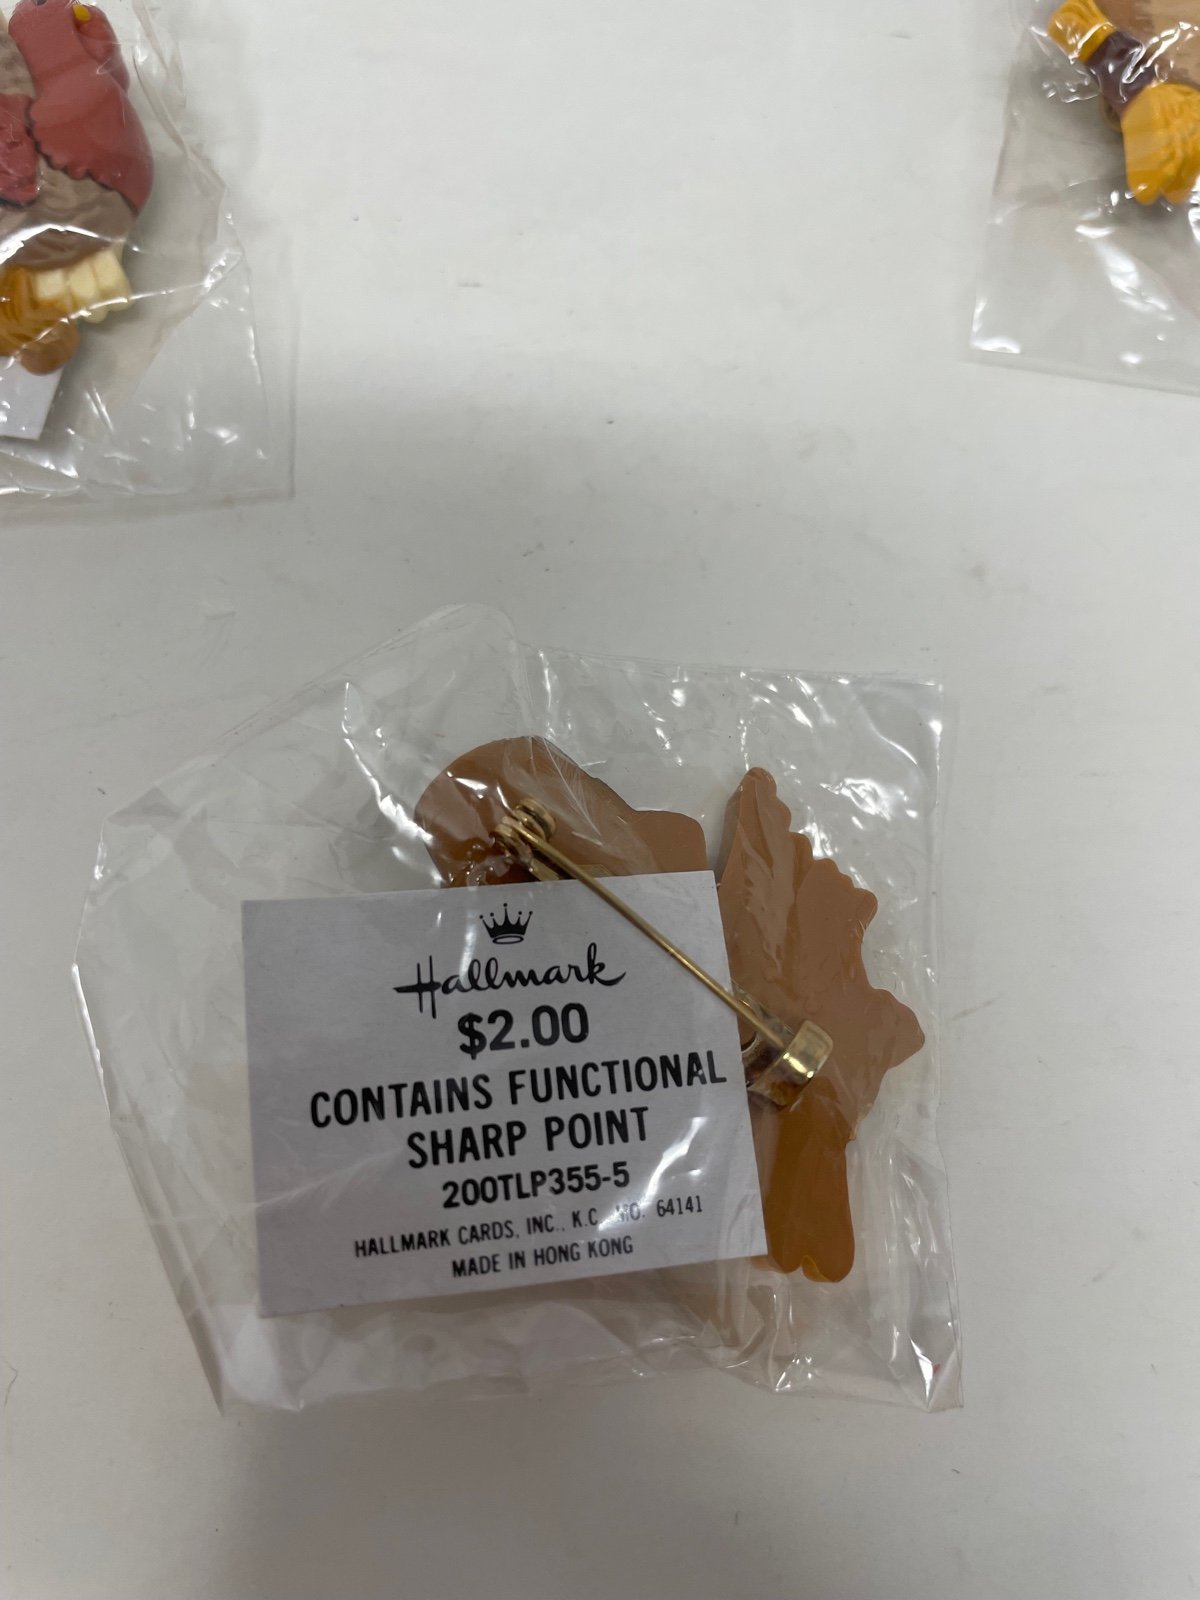 Hallmark
$2.00
CONTAINS FUNCTIONAL
SHARP POINT
200TLP355-5
HALLMARK CARDS, INC., K.C. MO. 64141
MADE IN HONG KONG